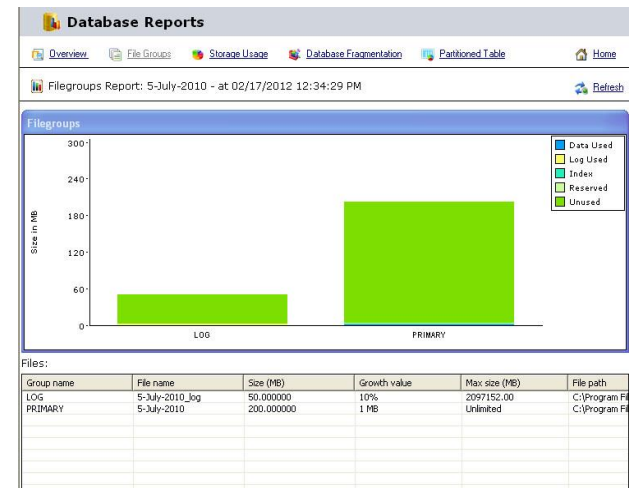 Database Reports
Overview File Groups Storage Usage Database Fragmentation Partitioned Table Home
Filegroups Report: 5-July-2010 - at 02/17/2012 12:34:29 PM Refresh
Filegroups
300
240
180
120
60
0
Size in MB
LOG PRIMARY
Data Used
Log Used
Index
Reserved
Unused
Files:
Group name File name Size (MB) Growth value Max size (MB) File path
LOG 5-July-2010_log 50.000000 10% 2097152.00 C:\Program Fil
PRIMARY 5-July-2010 200.000000 1 MB Unlimited C:\Program Fil